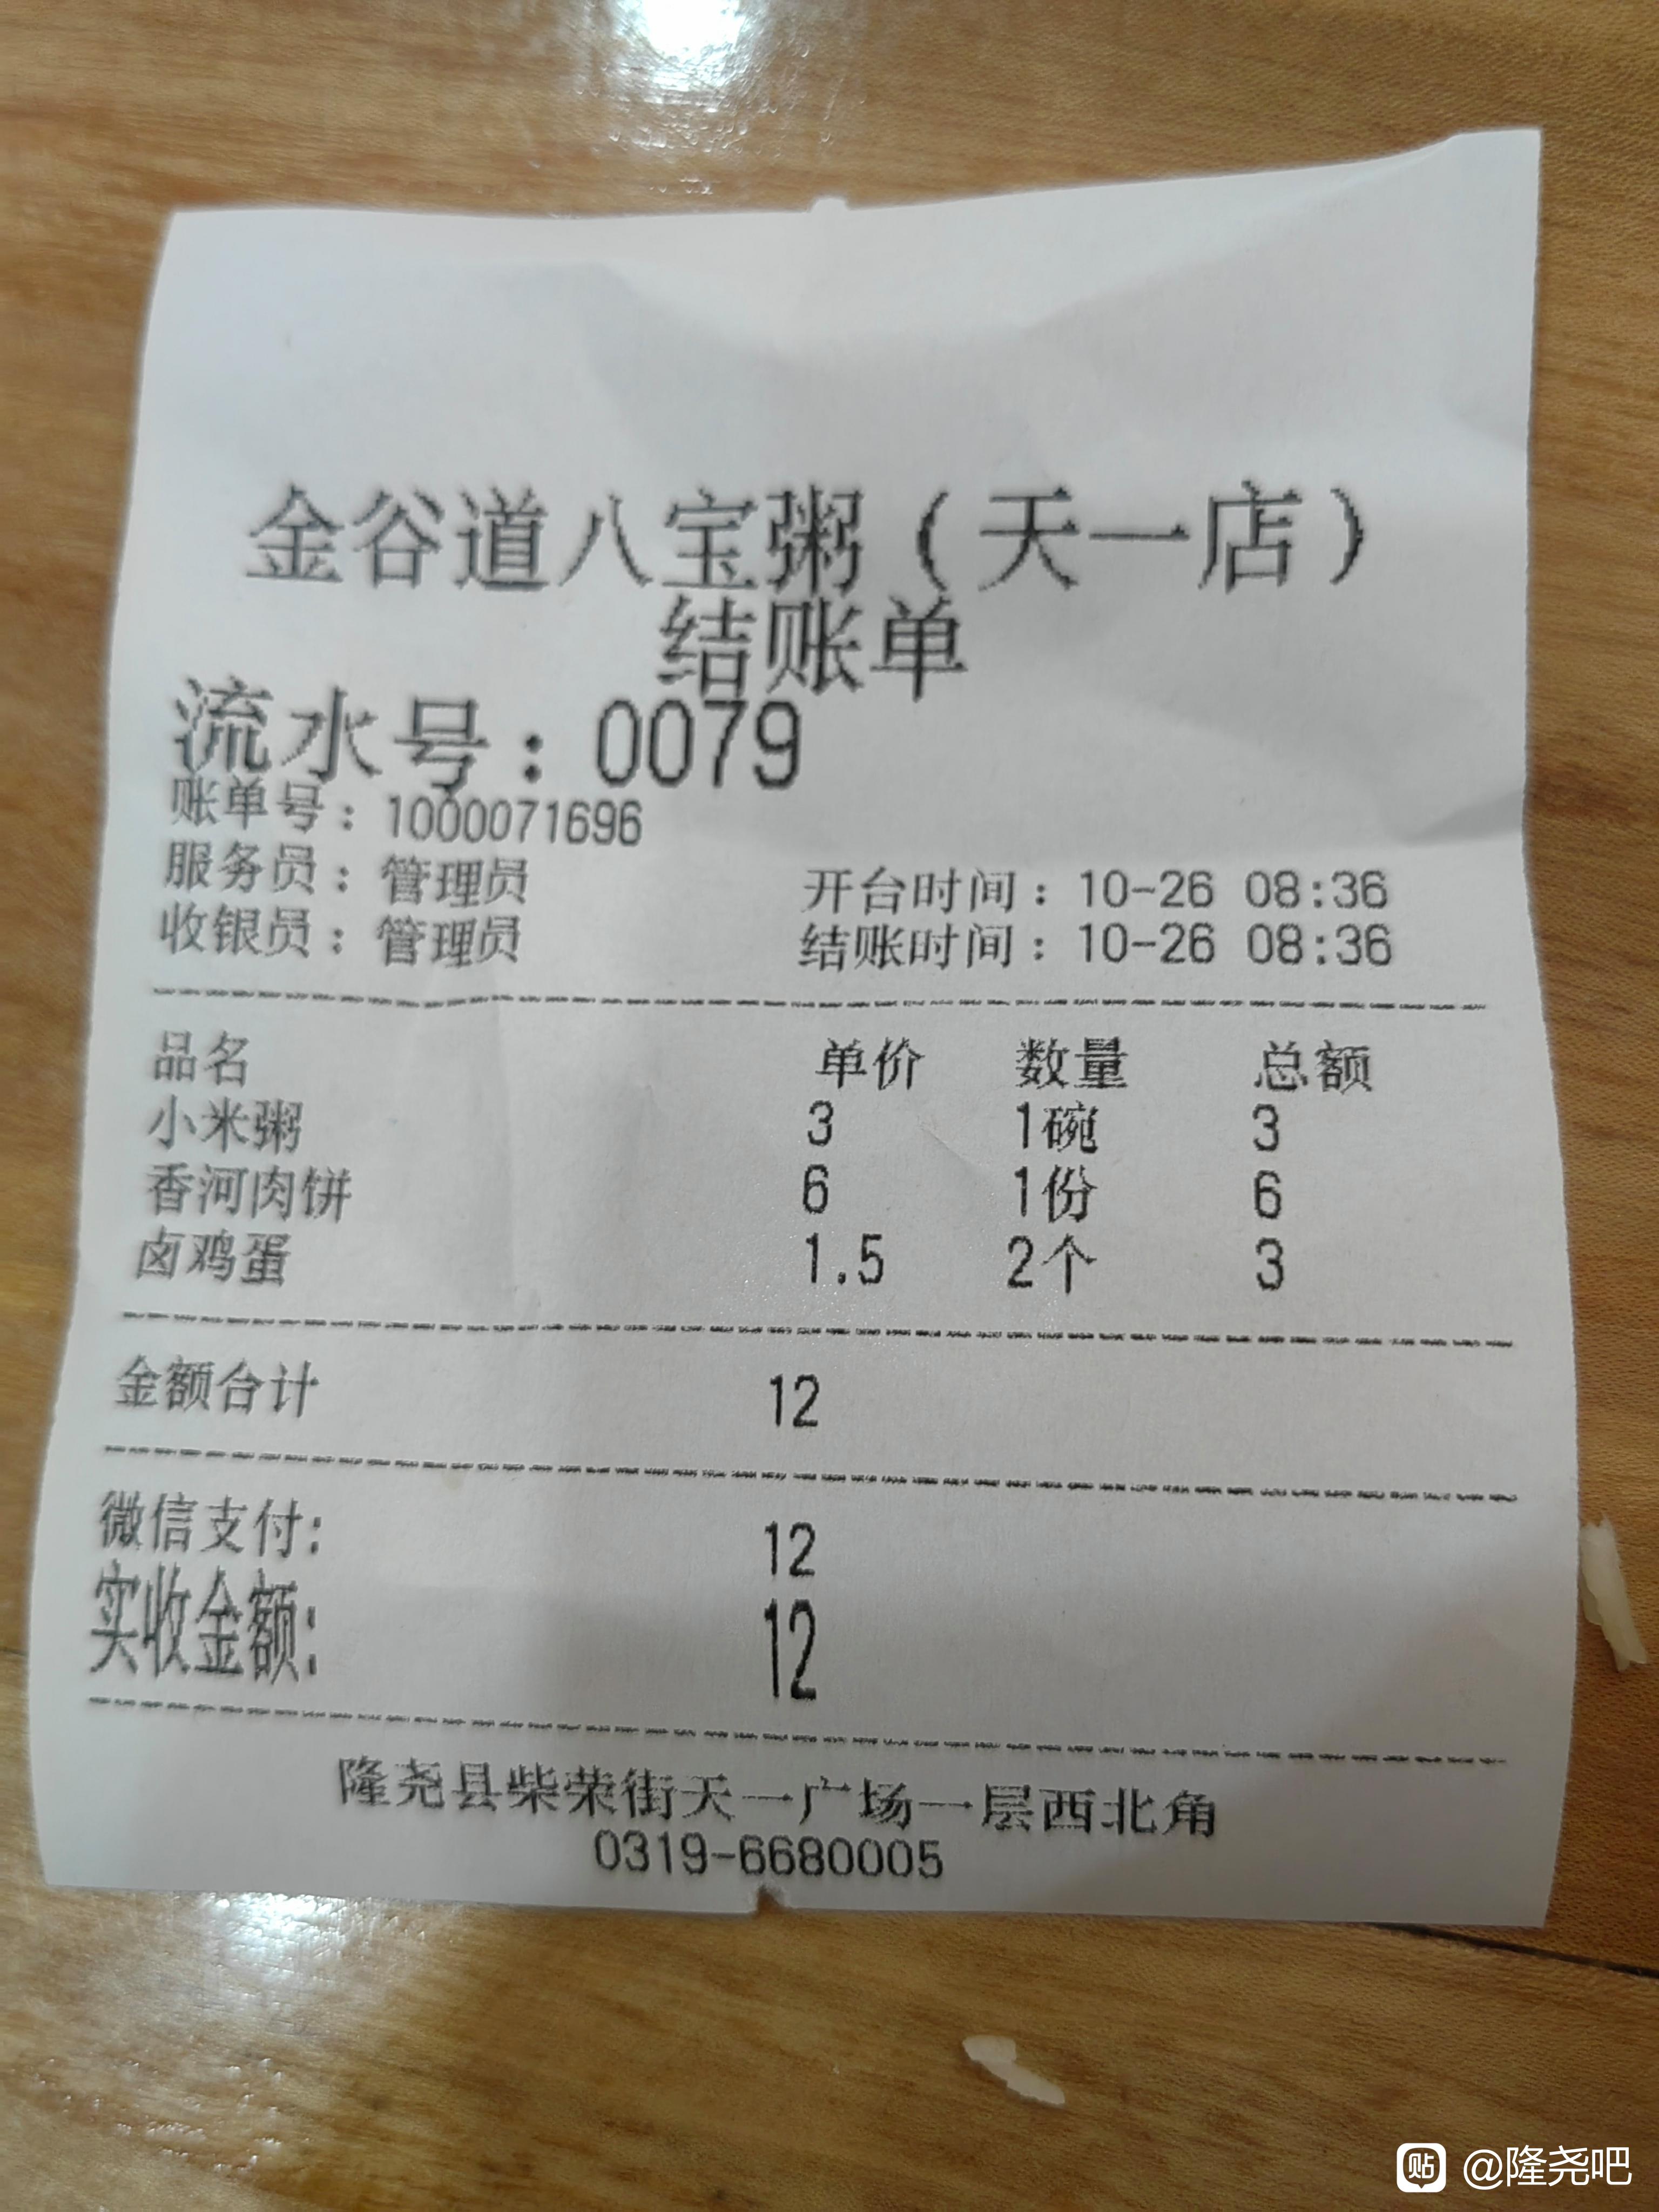 金谷道八宝粥（天一店）
结账单
流水号：0079
账单号：1000071696
服务员：管理员 开台时间：10-26 08:36
收银员：管理员 结账时间：10-26 08:36
品名 单价 数量 总额
小米粥 3 1碗 3
香河肉饼 6 1份 6
卤鸡蛋 1.5 2个 3
金额合计 12
微信支付: 12
实收金额: 12
隆尧县柴荣街天一广场一层西北角
0319-6680005
贴 @隆尧吧